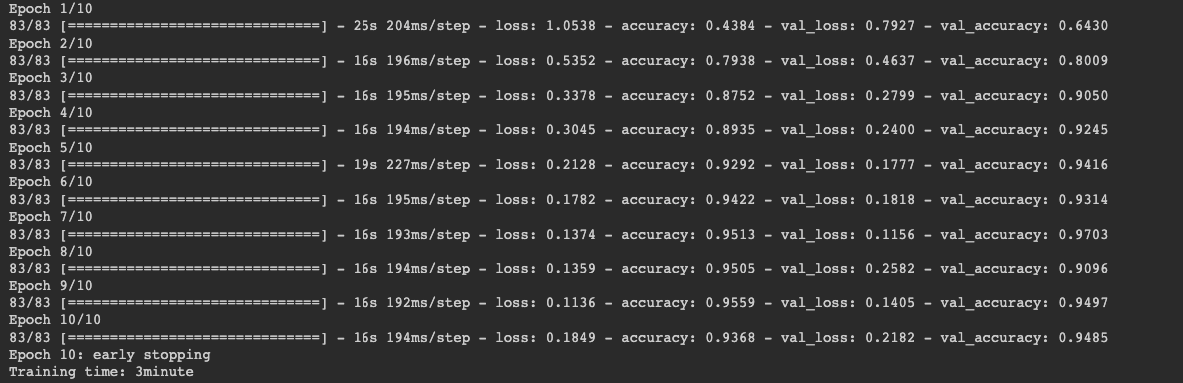 Epoch 1/10
83/83 [==============================] - 25s 204ms/step - loss: 1.0538 - accuracy: 0.4384 - val_loss: 0.7927 - val_accuracy: 0.6430
Epoch 2/10
83/83 [==============================] - 16s 196ms/step - loss: 0.5352 - accuracy: 0.7938 - val_loss: 0.4637 - val_accuracy: 0.8009
Epoch 3/10
83/83 [==============================] - 16s 195ms/step - loss: 0.3378 - accuracy: 0.8752 - val_loss: 0.2799 - val_accuracy: 0.9050
Epoch 4/10
83/83 [==============================] - 16s 194ms/step - loss: 0.3045 - accuracy: 0.8935 - val_loss: 0.2400 - val_accuracy: 0.9245
Epoch 5/10
83/83 [==============================] - 19s 227ms/step - loss: 0.2128 - accuracy: 0.9292 - val_loss: 0.1777 - val_accuracy: 0.9416
Epoch 6/10
83/83 [==============================] - 16s 195ms/step - loss: 0.1782 - accuracy: 0.9422 - val_loss: 0.1818 - val_accuracy: 0.9314
Epoch 7/10
83/83 [==============================] - 16s 193ms/step - loss: 0.1374 - accuracy: 0.9513 - val_loss: 0.1156 - val_accuracy: 0.9703
Epoch 8/10
83/83 [==============================] - 16s 194ms/step - loss: 0.1359 - accuracy: 0.9505 - val_loss: 0.2582 - val_accuracy: 0.9096
Epoch 9/10
83/83 [==============================] - 16s 192ms/step - loss: 0.1136 - accuracy: 0.9559 - val_loss: 0.1405 - val_accuracy: 0.9497
Epoch 10/10
83/83 [==============================] - 16s 194ms/step - loss: 0.1849 - accuracy: 0.9368 - val_loss: 0.2182 - val_accuracy: 0.9485
Epoch 10: early stopping
Training time: 3minute